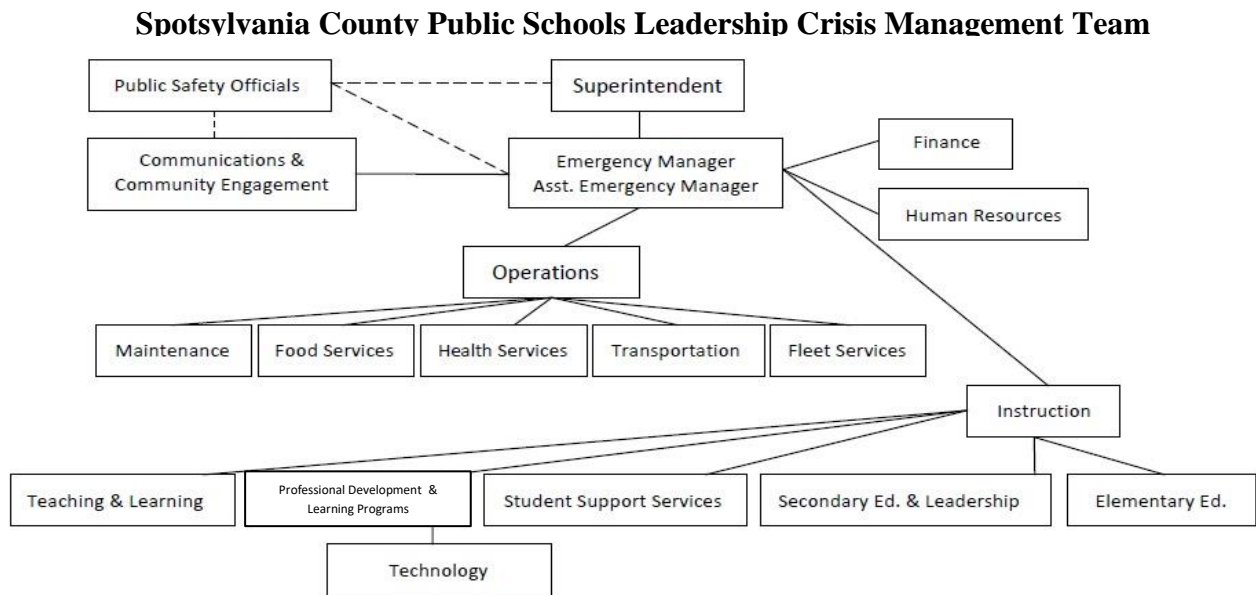 Spotsylvania County Public Schools Leadership Crisis Management Team
Public Safety Officials
Superintendent
Communications &
Community Engagement
Emergency Manager
Asst. Emergency Manager
Finance
Human Resources
Operations
Maintenance
Food Services
Health Services
Transportation
Fleet Services
Instruction
Teaching & Learning
Professional Development &
Learning Programs
Student Support Services
Secondary Ed. & Leadership
Elementary Ed.
Technology